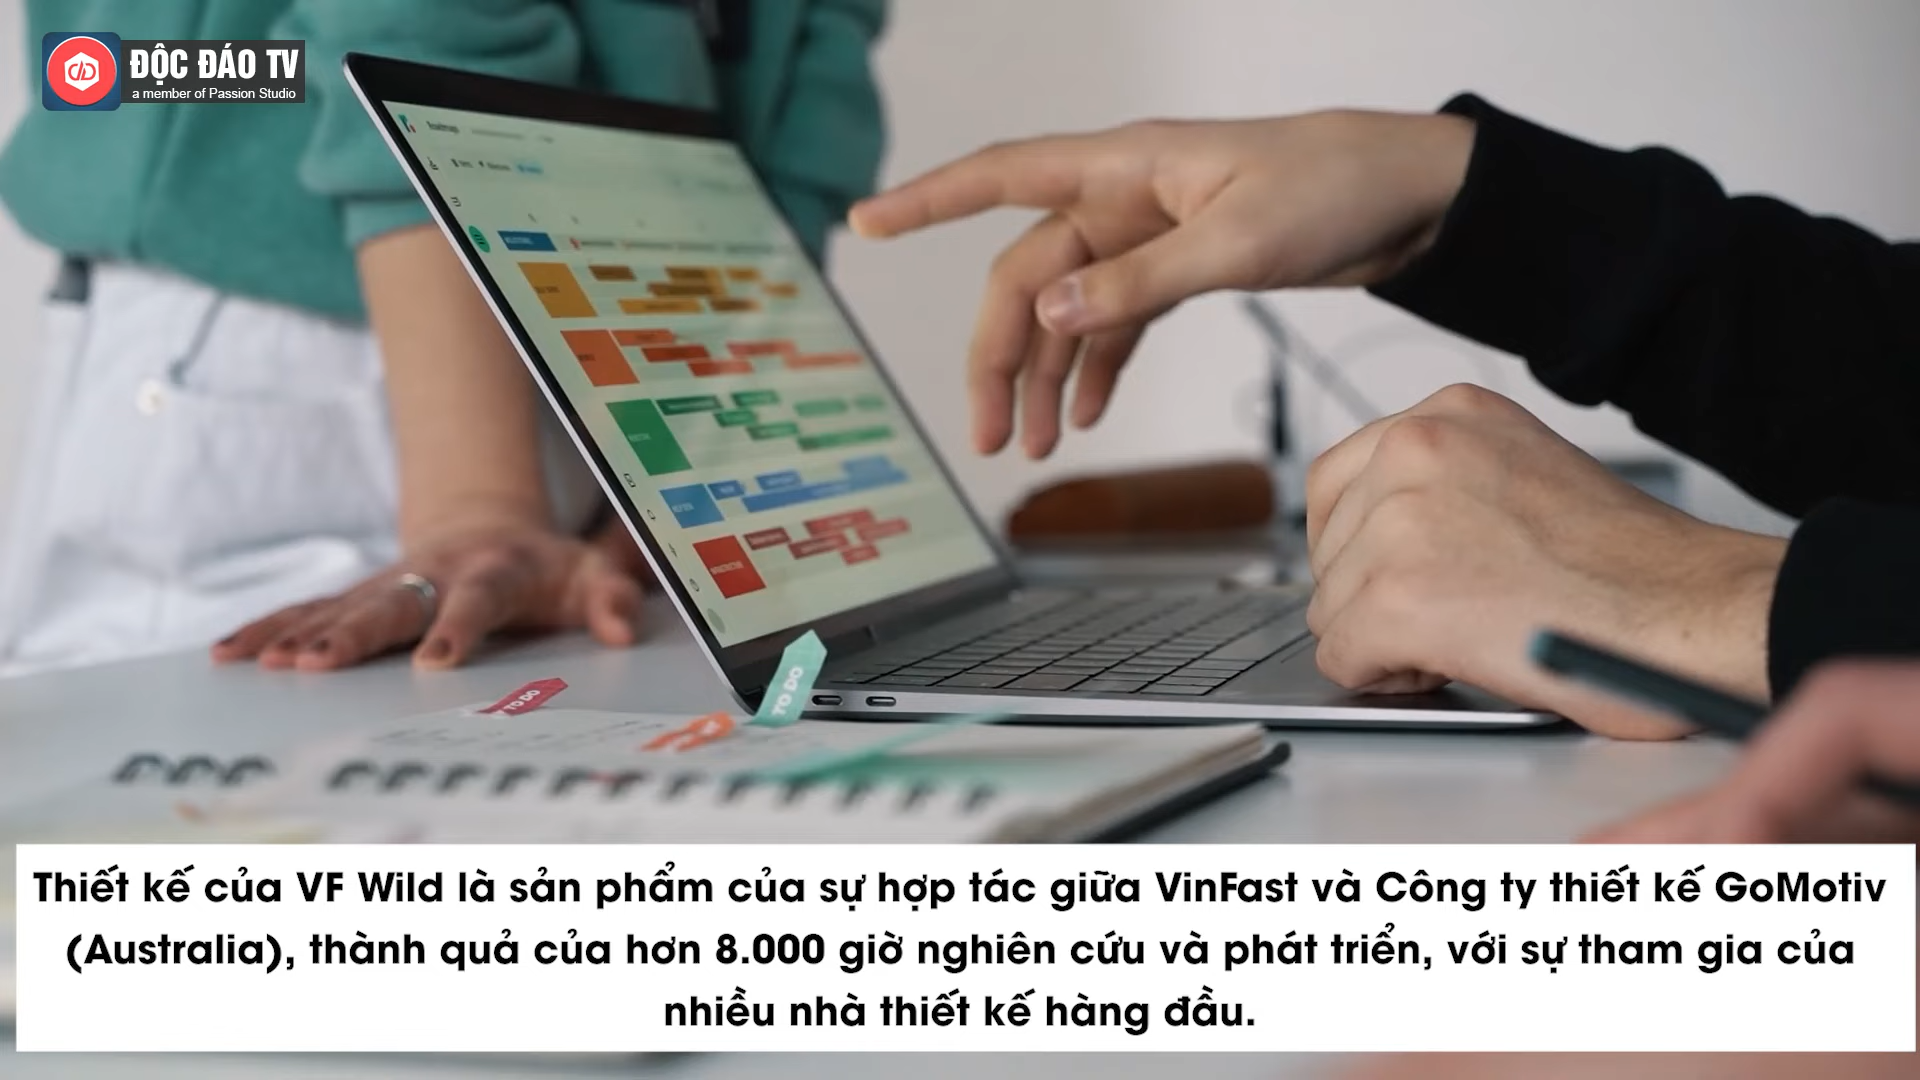 ĐỘC ĐÁO TV
a member of Passion Studio
TO DO
TO DO
Thiết kế của VF Wild là sản phẩm của sự hợp tác giữa VinFast và Công ty thiết kế GoMotiv
(Australia), thành quả của hơn 8.000 giờ nghiên cứu và phát triển, với sự tham gia của
nhiều nhà thiết kế hàng đầu.